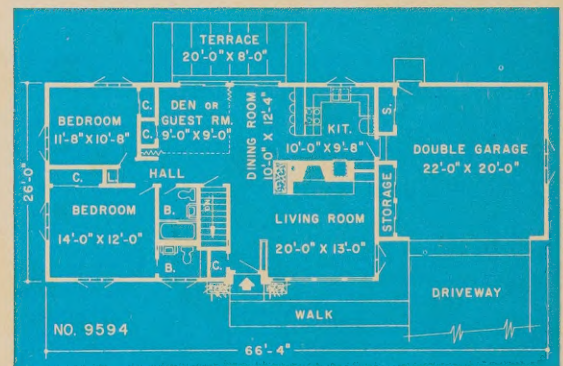 TERRACE
20'-0" X 8'-0"
BEDROOM
11'-8" X 10'-8"
C.
C.
DEN OR
GUEST RM.
9'-0" X 9'-0"
DINING ROOM
10'-0" X 12'-4"
KIT.
10'-0" X 9'-8"
S.
DOUBLE GARAGE
22'-0" X 20'-0"
26'-0"
HALL
C.
BEDROOM
14'-0" X 12'-0"
B.
DN.
LIVING ROOM
20'-0" X 13'-0"
STORAGE
B.
C.
DRIVEWAY
WALK
NO. 9594
66'-4"